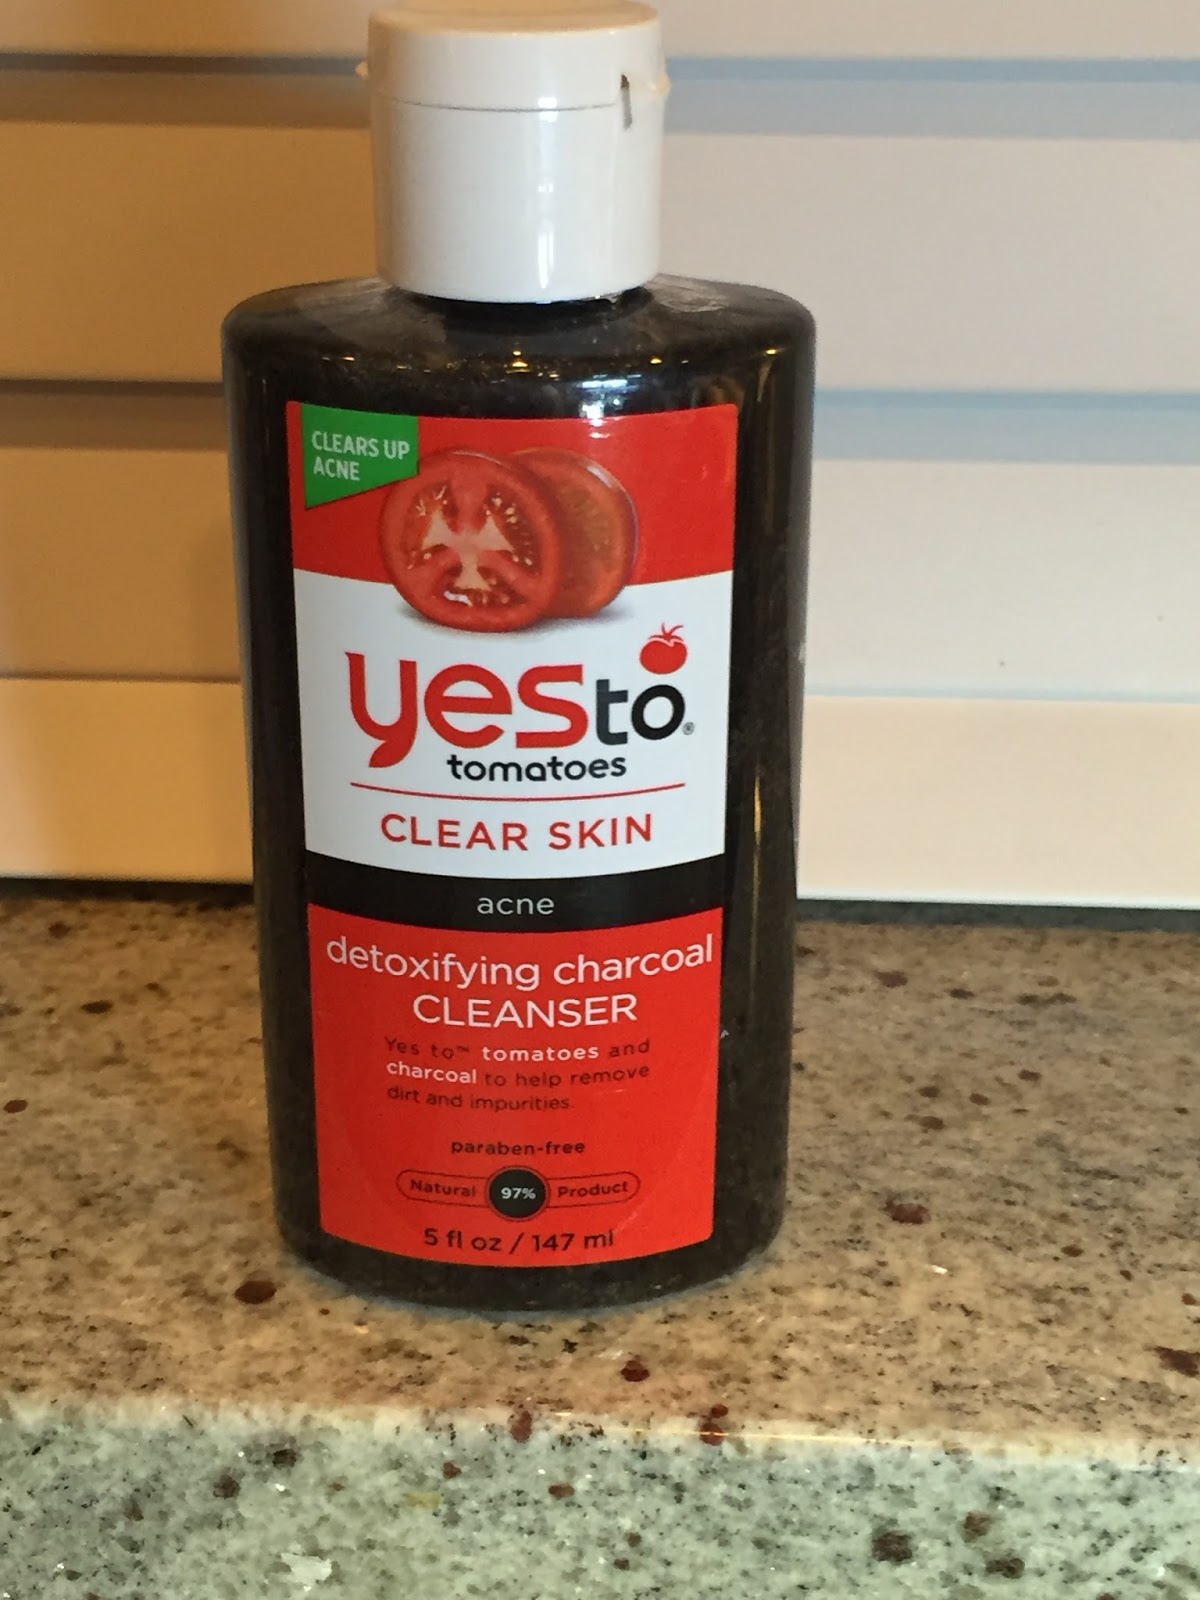 CLEARS UP
ACNE
yesto®
tomatoes
CLEAR SKIN
acne
detoxifying charcoal
CLEANSER
Yes to™ tomatoes and
charcoal to help remove
dirt and impurities.
paraben-free
Natural 97% Product
5 fl oz / 147 ml